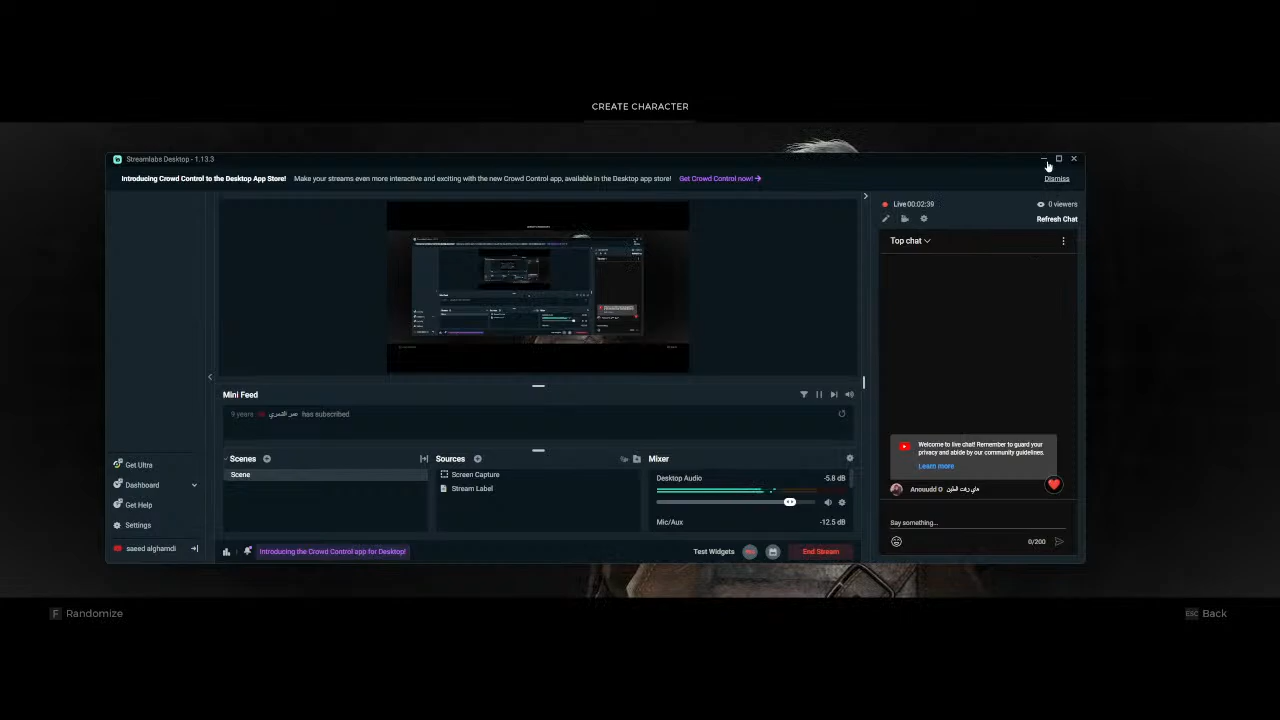 CREATE CHARACTER
Streamlabs Desktop - 1.13.3
Introducing Crowd Control to the Desktop App Store! Make your streams even more interactive and exciting with the new Crowd Control app, available in the Desktop app store! Get Crowd Control now!
Dismiss
Live 00:02:39
0 viewers
Refresh Chat
Top chat
Mini Feed
9 years عمر الشمري has subscribed
Scenes
Scene
Sources
Screen Capture
Stream Label
Mixer
Desktop Audio -5.8 dB
Mic/Aux -12.5 dB
Get Ultra
Dashboard
Get Help
Settings
saeed alghamdi
Introducing the Crowd Control app for Desktop!
Test Widgets
End Stream
Welcome to live chat! Remember to guard your
privacy and abide by our community guidelines.
Learn more
Anouudd O هاي
Say something...
0/200
F Randomize
ESC Back